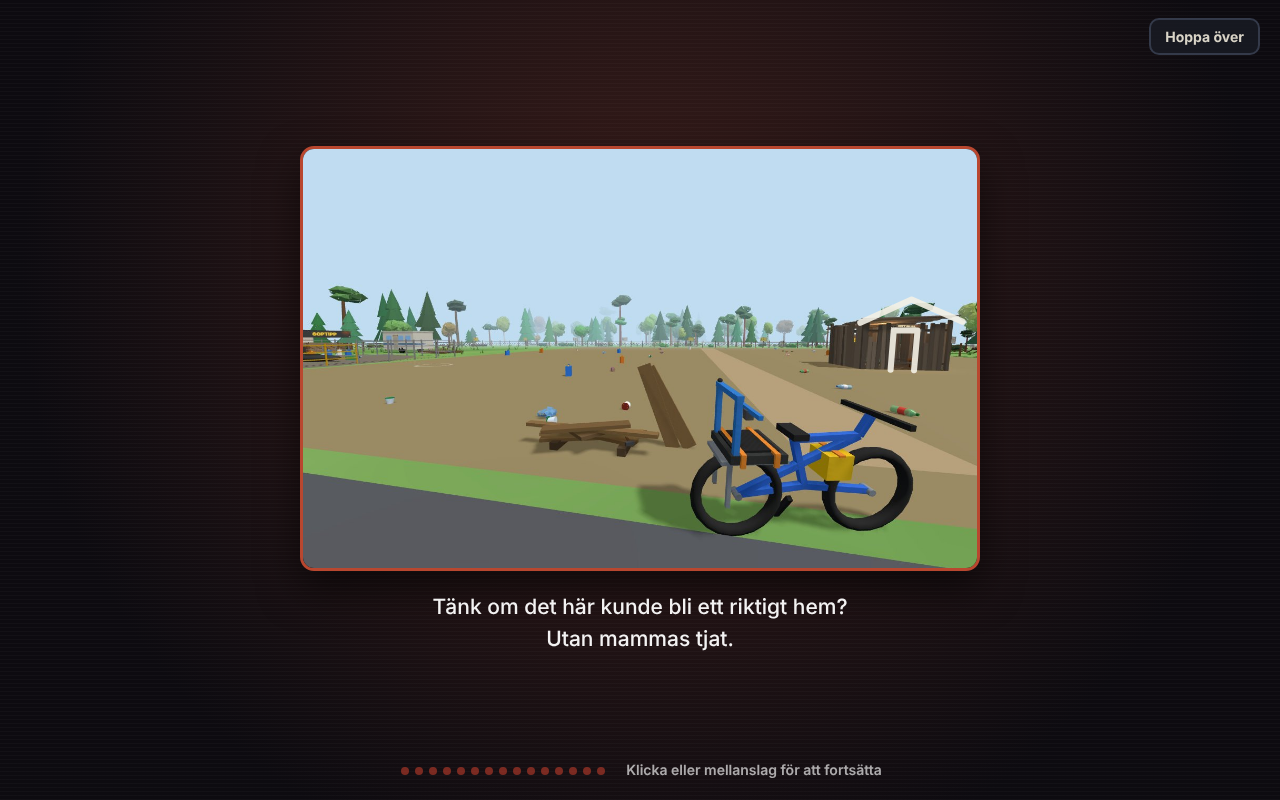 Hoppa över
Tänk om det här kunde bli ett riktigt hem?
Utan mammas tjat.
Klicka eller mellanslag för att fortsätta